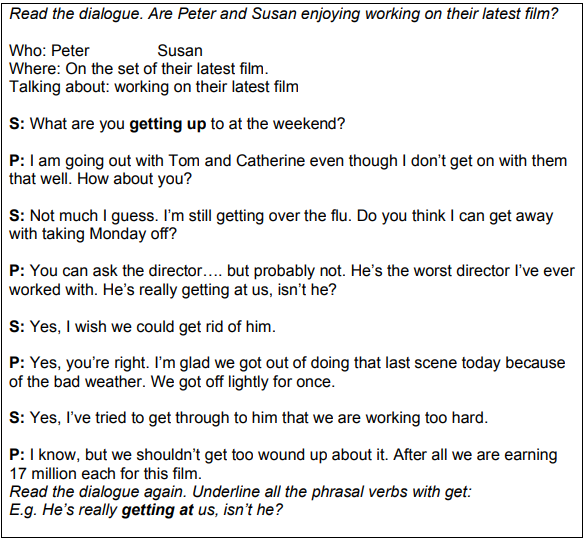 Read the dialogue. Are Peter and Susan enjoying working on their latest film?
Who: Peter Susan
Where: On the set of their latest film.
Talking about: working on their latest film
S: What are you getting up to at the weekend?
P: I am going out with Tom and Catherine even though I don't get on with them
that well. How about you?
S: Not much I guess. I'm still getting over the flu. Do you think I can get away
with taking Monday off?
P: You can ask the director…. but probably not. He's the worst director I've ever
worked with. He's really getting at us, isn't he?
S: Yes, I wish we could get rid of him.
P: Yes, you're right. I'm glad we got out of doing that last scene today because
of the bad weather. We got off lightly for once.
S: Yes, I've tried to get through to him that we are working too hard.
P: I know, but we shouldn't get too wound up about it. After all we are earning
17 million each for this film.
Read the dialogue again. Underline all the phrasal verbs with get:
E.g. He's really getting at us, isn't he?